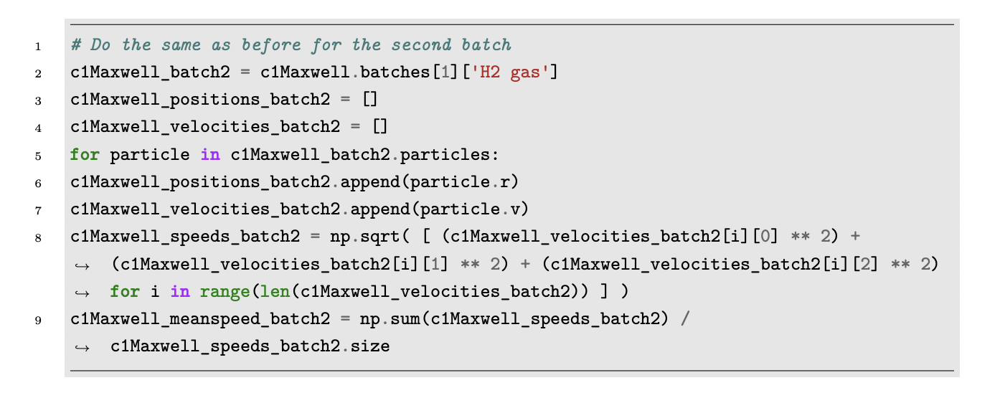 1 # Do the same as before for the second batch
2 c1Maxwell_batch2 = c1Maxwell.batches[1]['H2 gas']
3 c1Maxwell_positions_batch2 = []
4 c1Maxwell_velocities_batch2 = []
5 for particle in c1Maxwell_batch2.particles:
6 c1Maxwell_positions_batch2.append(particle.r)
7 c1Maxwell_velocities_batch2.append(particle.v)
8 c1Maxwell_speeds_batch2 = np.sqrt( [ (c1Maxwell_velocities_batch2[i][0] ** 2) +
↪ (c1Maxwell_velocities_batch2[i][1] ** 2) + (c1Maxwell_velocities_batch2[i][2] ** 2)
↪ for i in range(len(c1Maxwell_velocities_batch2)) ] )
9 c1Maxwell_meanspeed_batch2 = np.sum(c1Maxwell_speeds_batch2) /
↪ c1Maxwell_speeds_batch2.size